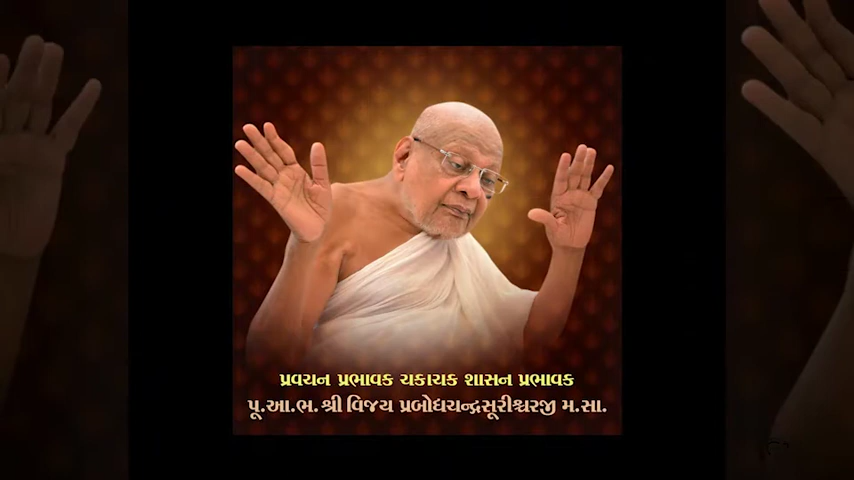 પ્રવચન પ્રભાવક ચકાચક શાસન પ્રભાવક
પૂ.આ.ભ. શ્રી વિજય પ્રબોધચન્દ્રસૂરીશ્વરજી મ.સા.